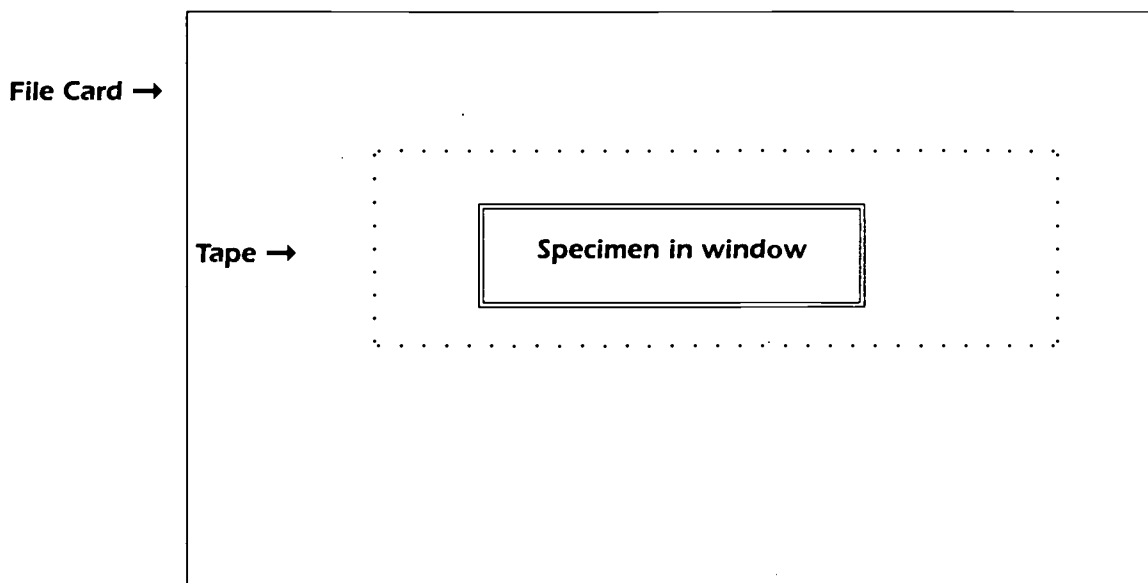 File Card →
Tape →
Specimen in window